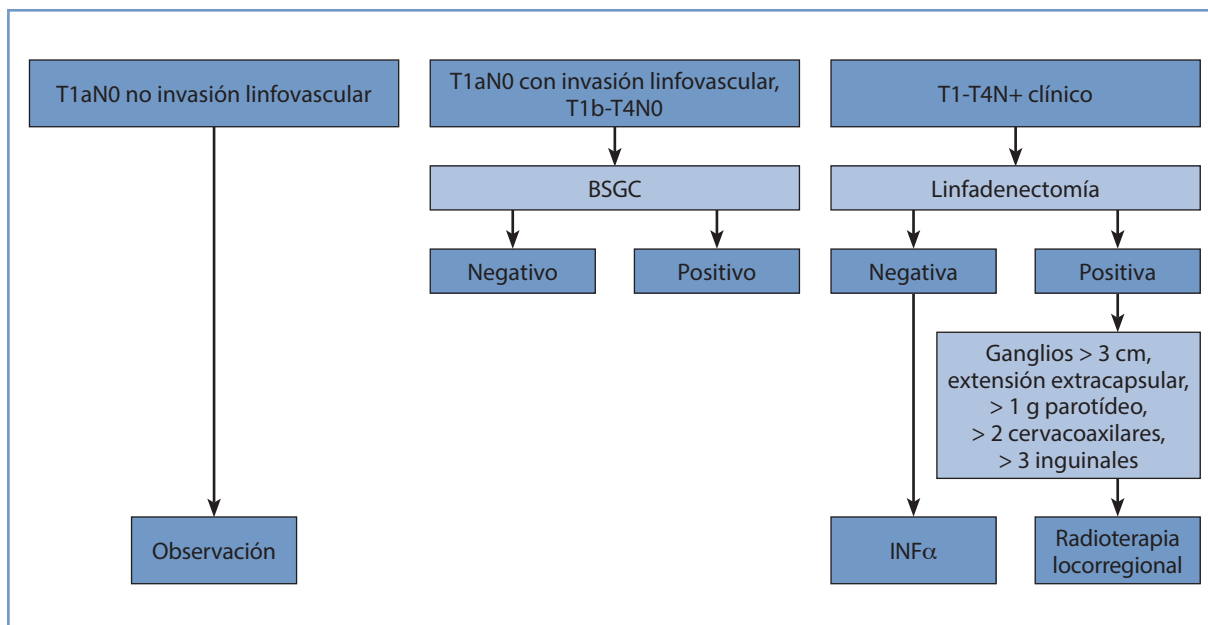 T1aN0 no invasión linfovascular
T1aN0 con invasión linfovascular,
T1b-T4N0
T1-T4N+ clínico
BSGC
Linfadenectomía
Negativo
Positivo
Negativa
Positiva
Ganglios > 3 cm,
extensión extracapsular,
> 1 g parotídeo,
> 2 cervacoaxilares,
> 3 inguinales
Observación
INFα
Radioterapia
locorregional